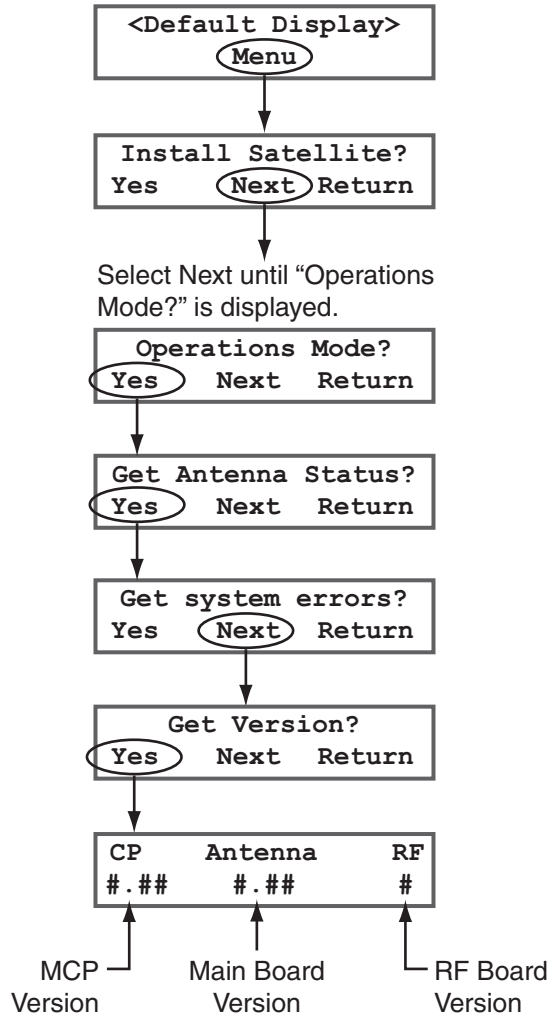 <Default Display>
Menu
Install Satellite?
Yes Next Return
Select Next until “Operations
Mode?” is displayed.
Operations Mode?
Yes Next Return
Get Antenna Status?
Yes Next Return
Get system errors?
Yes Next Return
Get Version?
Yes Next Return
CP Antenna RF
#.## #.## #
MCP
Version
Main Board
Version
RF Board
Version